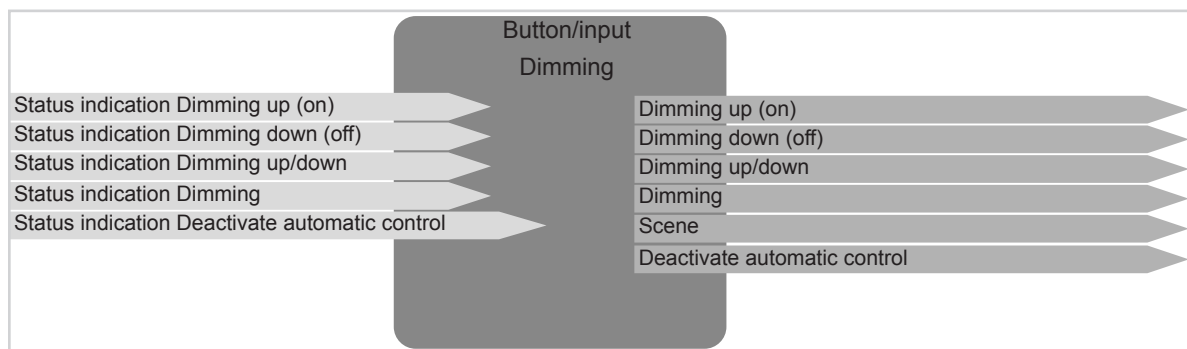 Button/input
Dimming
Status indication Dimming up (on)
Status indication Dimming down (off)
Status indication Dimming up/down
Status indication Dimming
Status indication Deactivate automatic control
Dimming up (on)
Dimming down (off)
Dimming up/down
Dimming
Scene
Deactivate automatic control